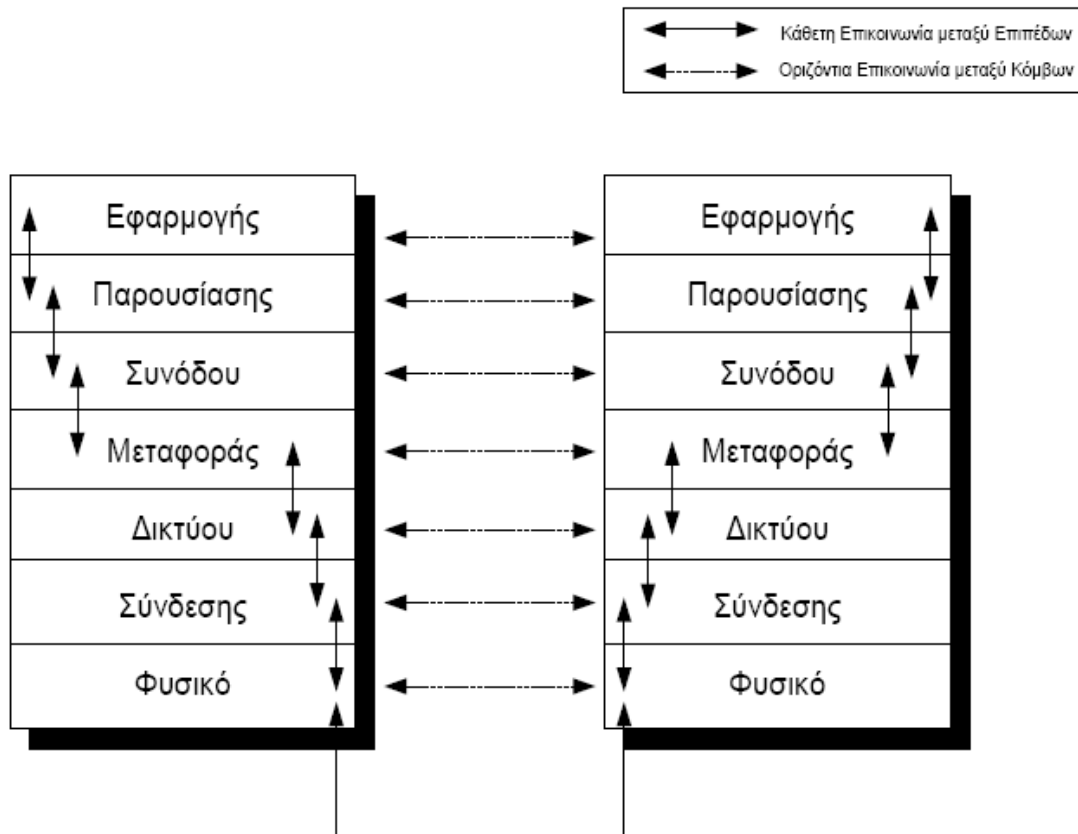 Κάθετη Επικοινωνία μεταξύ Επιπέδων
Οριζόντια Επικοινωνία μεταξύ Κόμβων
Εφαρμογής
Παρουσίασης
Συνόδου
Μεταφοράς
Δικτύου
Σύνδεσης
Φυσικό
Εφαρμογής
Παρουσίασης
Συνόδου
Μεταφοράς
Δικτύου
Σύνδεσης
Φυσικό